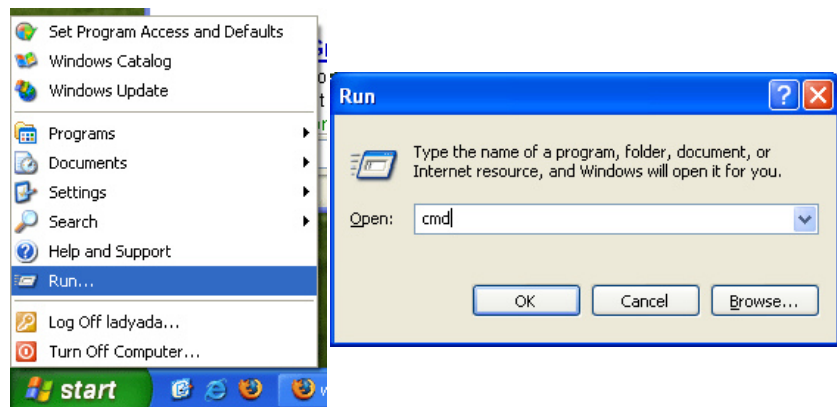 Set Program Access and Defaults
Windows Catalog
Windows Update
Programs
Documents
Settings
Search
Help and Support
Run...
Log Off ladyada...
Turn Off Computer...
start
Run
Type the name of a program, folder, document, or
Internet resource, and Windows will open it for you.
Open: cmd
OK Cancel Browse...